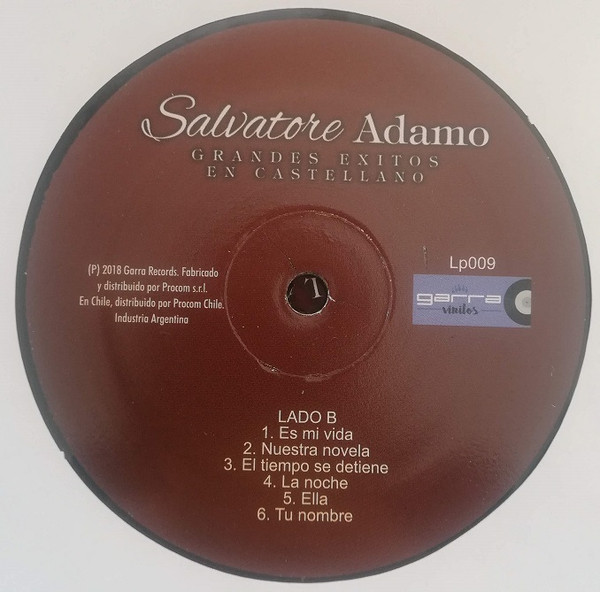 Salvatore Adamo
GRANDES EXITOS
EN CASTELLANO
(P) 2018 Garra Records. Fabricado
y distribuido por Procom s.r.l.
En Chile, distribuido por Procom Chile.
Industria Argentina
Lp009
garra
vinilos
LADO B
1. Es mi vida
2. Nuestra novela
3. El tiempo se detiene
4. La noche
5. Ella
6. Tu nombre